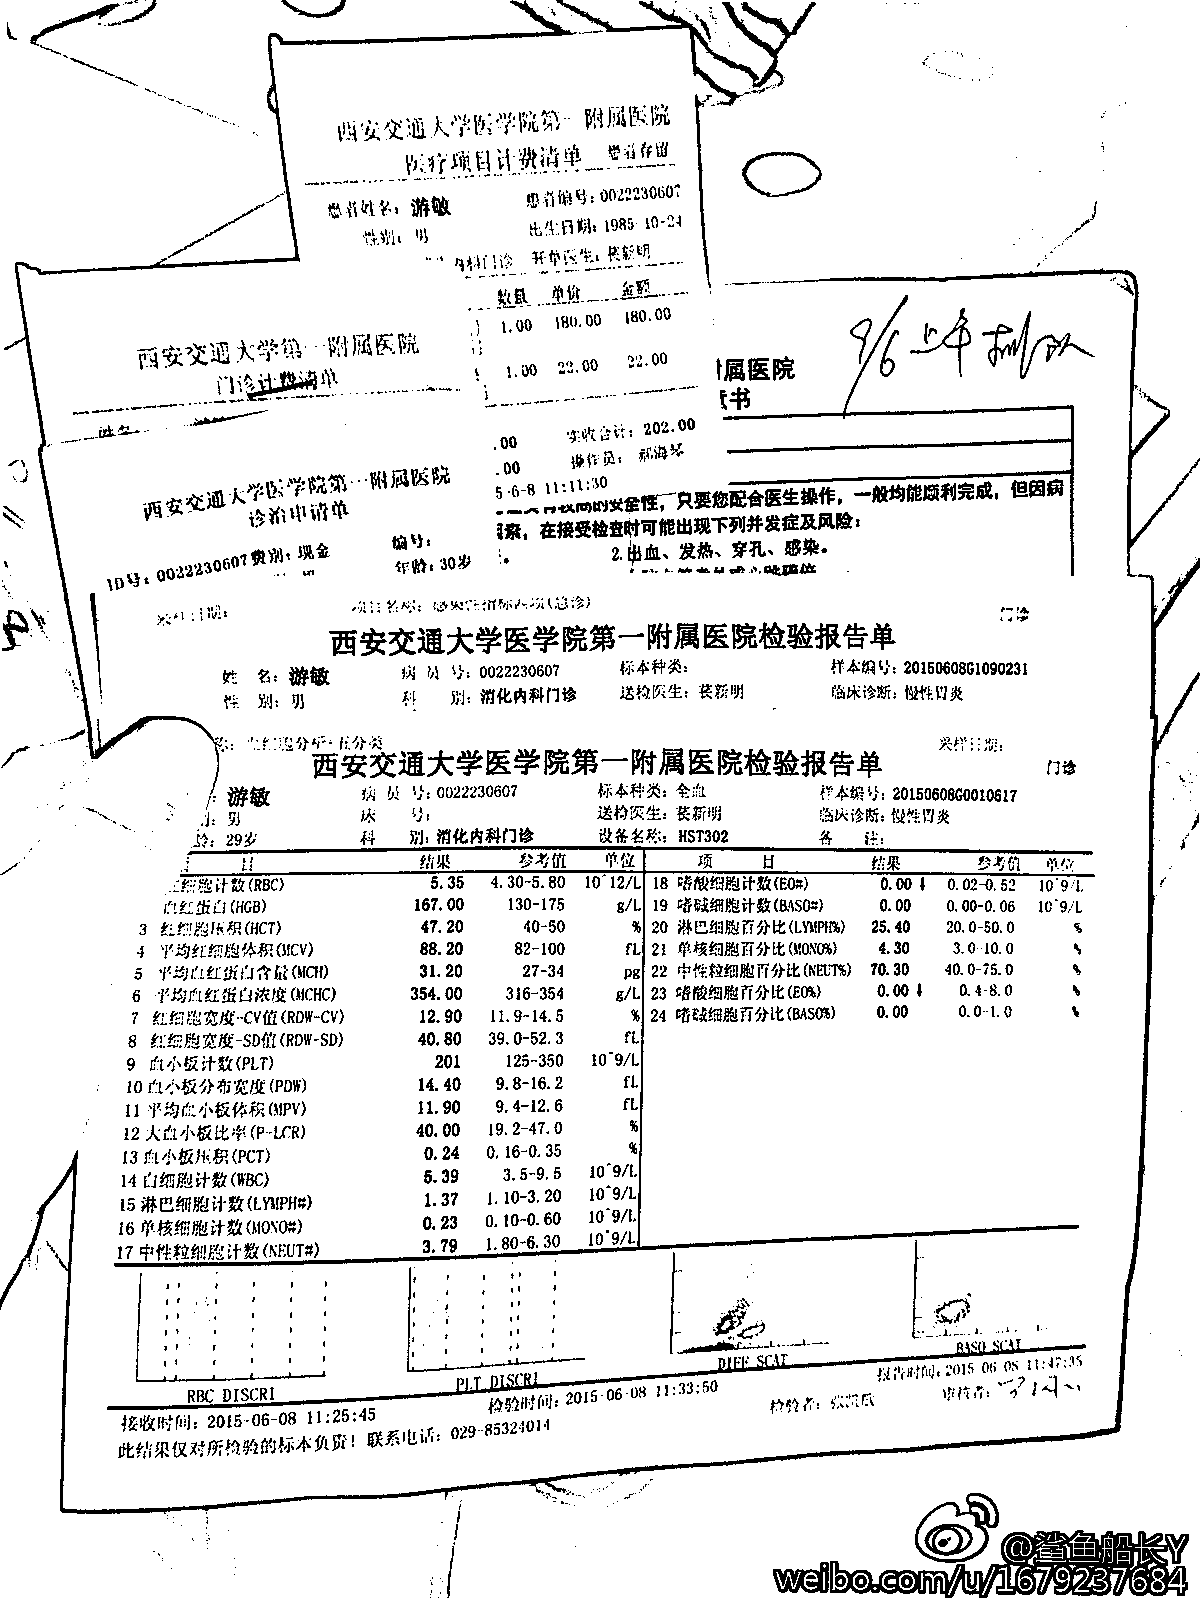 西安交通大学医学院第一附属医院
医疗项目计费清单 患者存留
患者姓名: 游敏 患者编号: 0022230607
性别: 男 出生日期: 1985-10-24
内科门诊 开单医生:
数量 单价 金额
1.00 180.00 180.00
1.00 22.00 22.00
.00 实收合计: 202.00
.00 操作员:
5-6-8 11:11:30
西安交通大学第一附属医院
门诊计费清单
姓名
西安交通大学医学院第一附属医院
诊治申请单
编号:
ID号: 0022230607 费别: 现金 年龄: 30岁
9/6 上午
附属医院
意书
的安全性，只要您配合医生操作，一般均能顺利完成，但因病
因素，在接受检查时可能出现下列并发症及风险:
2.出血、发热、穿孔、感染。
采样日期: 项目名称: 感染性指标四项(急诊) 门诊
西安交通大学医学院第一附属医院检验报告单
姓 名: 游敏 病 员 号: 0022230607 标本种类: 样本编号: 20150608G1090231
性 别: 男 科 别: 消化内科门诊 送检医生: 临床诊断: 慢性胃炎
称: 血红胞分析+五分类 采样日期:
西安交通大学医学院第一附属医院检验报告单
门诊
: 游敏 病 员 号: 0022230607 标本种类: 全血 样本编号: 20150608G0010617
别: 男 床 号: 送检医生: 临床诊断: 慢性胃炎
龄: 29岁 科 别: 消化内科门诊 设备名称: HST302 备 注:
目 结果 参考值 单位 项 目 结果 参考值 单位
红细胞计数(RBC) 5.35 4.30-5.80 10^12/L 18 嗜酸细胞计数(EO#) 0.00 ↓ 0.02-0.52 10^9/L
血红蛋白(HGB) 167.00 130-175 g/L 19 嗜碱细胞计数(BASO#) 0.00 0.00-0.06 10^9/L
3 红细胞压积(HCT) 47.20 40-50 % 20 淋巴细胞百分比(LYMPH%) 25.40 20.0-50.0 %
4 平均红细胞体积(MCV) 88.20 82-100 fL 21 单核细胞百分比(MONO%) 4.30 3.0-10.0 %
5 平均血红蛋白含量(MCH) 31.20 27-34 pg 22 中性粒细胞百分比(NEUT%) 70.30 40.0-75.0 %
6 平均血红蛋白浓度(MCHC) 354.00 316-354 g/L 23 嗜酸细胞百分比(EO%) 0.00 ↓ 0.4-8.0 %
7 红细胞宽度-CV值(RDW-CV) 12.90 11.9-14.5 % 24 嗜碱细胞百分比(BASO%) 0.00 0.0-1.0 %
8 红细胞宽度-SD值(RDW-SD) 40.80 39.0-52.3 fL
9 血小板计数(PLT) 201 125-350 10^9/L
10 血小板分布宽度(PDW) 14.40 9.8-16.2 fL
11 平均血小板体积(MPV) 11.90 9.4-12.6 fL
12 大血小板比率(P-LCR) 40.00 19.2-47.0 %
13 血小板压积(PCT) 0.24 0.16-0.35 %
14 白细胞计数(WBC) 5.39 3.5-9.5 10^9/L
15 淋巴细胞计数(LYMPH#) 1.37 1.10-3.20 10^9/L
16 单核细胞计数(MONO#) 0.23 0.10-0.60 10^9/L
17 中性粒细胞计数(NEUT#) 3.79 1.80-6.30 10^9/L
RBC DISCRI PLT DISCRI DIFF SCAT BASO SCAT
接收时间: 2015-06-08 11:25:45 检验时间: 2015-06-08 11:33:50 检验者: 报告时间: 2015-06-08 11:47:35
审核者:
此结果仅对所检验的标本负责! 联系电话: 029-85324014
@鲨鱼船长Y
weibo.com/u/1679237684